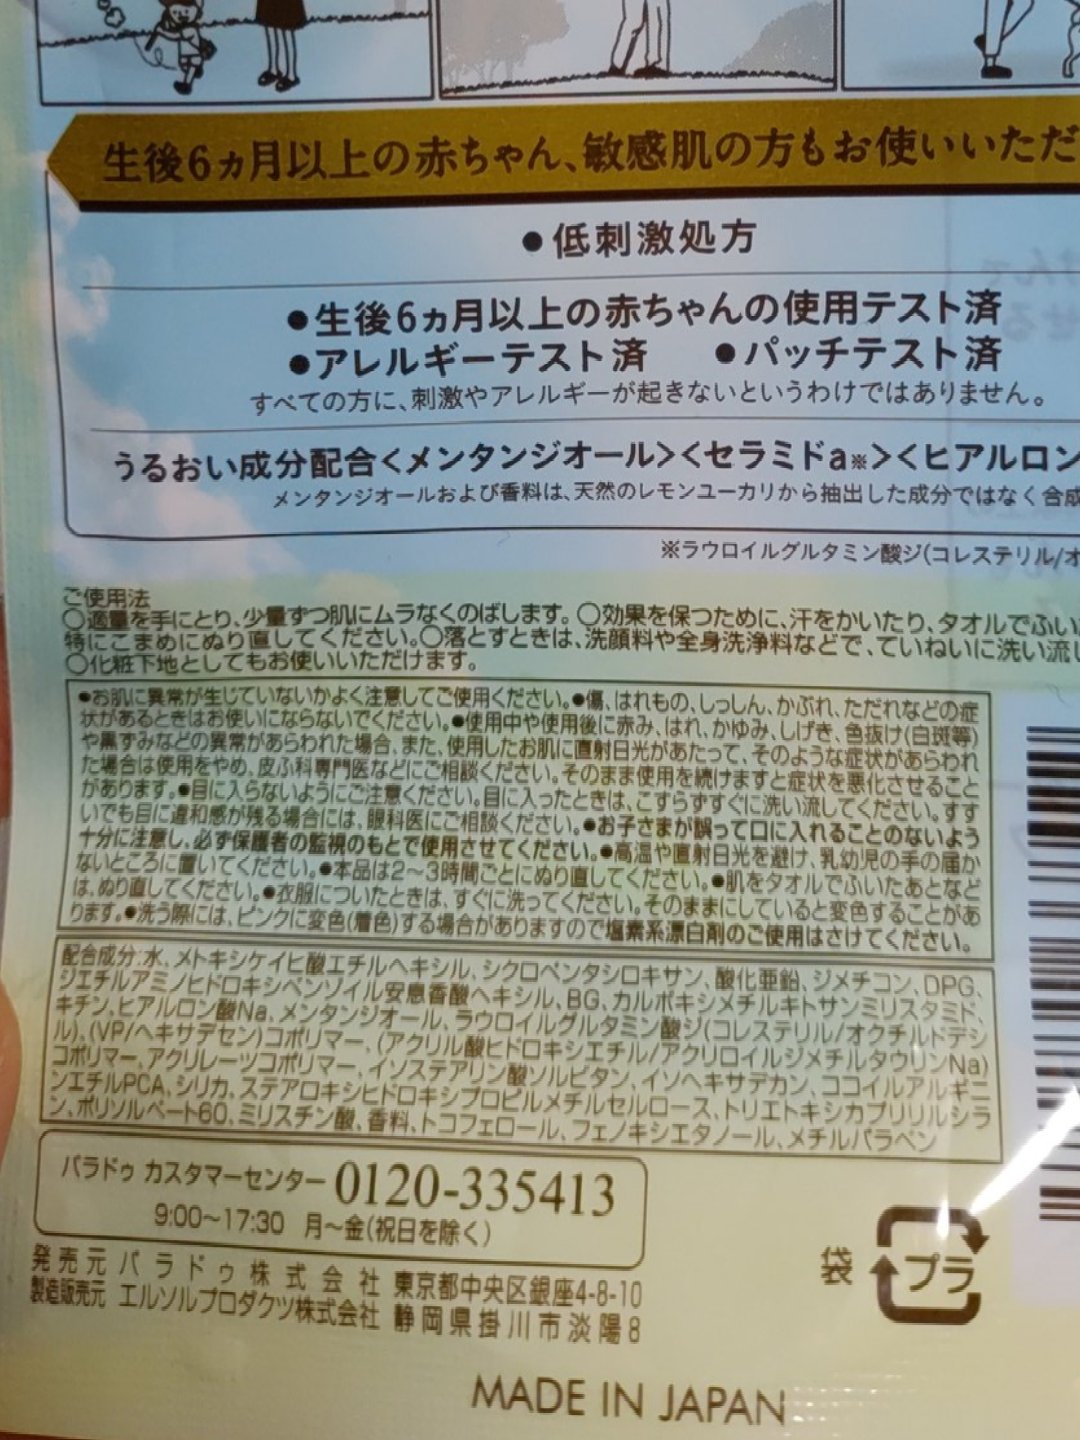 生後6ヵ月以上の赤ちゃん、敏感肌の方もお使いいただ
●低刺激処方
●生後6ヵ月以上の赤ちゃんの使用テスト済
●アレルギーテスト済 ●パッチテスト済
すべての方に、刺激やアレルギーが起きないというわけではありません。
うるおい成分配合<メンタンジオール><セラミドa※><ヒアルロン
メンタンジオールおよび香料は、天然のレモンユーカリから抽出した成分ではなく合成
※ラウロイルグルタミン酸ジ(コレステリル/オ
ご使用法
○適量を手にとり、少量ずつ肌にムラなくのばします。○効果を保つために、汗をかいたり、タオルでふい
特にこまめにぬり直してください。○落とすときは、洗顔料や全身洗浄料などで、ていねいに洗い流し
○化粧下地としてもお使いいただけます。
●お肌に異常が生じていないかよく注意してご使用ください。●傷、はれもの、しっしん、かぶれ、ただれなどの症
状があるときはお使いにならないでください。●使用中や使用後に赤み、はれ、かゆみ、しげき、色抜け(白斑等)
や黒ずみなどの異常があらわれた場合、また、使用したお肌に直射日光があたって、そのような症状があらわれ
た場合は使用をやめ、皮ふ科専門医などにご相談ください。そのまま使用を続けますと症状を悪化させること
があります。●目に入らないようにご注意ください。目に入ったときは、こすらずすぐに洗い流してください。すす
いでも目に違和感が残る場合には、眼科医にご相談ください。●お子さまが誤って口に入れることのないよう
十分に注意し、必ず保護者の監視のもとで使用させてください。●高温や直射日光を避け、乳幼児の手の届か
ないところに置いてください。●本品は2〜3時間ごとにぬり直してください。●肌をタオルでふいたあとなど
は、ぬり直してください。●衣服についたときは、すぐに洗ってください。そのままにしていると変色することがあ
ります。●洗う際には、ピンクに変色(着色)する場合がありますので塩素系漂白剤のご使用はさけてください。
配合成分:水、メトキシケイヒ酸エチルヘキシル、シクロペンタシロキサン、酸化亜鉛、ジメチコン、DPG、
ジエチルアミノヒドロキシベンゾイル安息香酸ヘキシル、BG、カルボキシメチルキトサンミリスタミド、
キチン、ヒアルロン酸Na、メンタンジオール、ラウロイルグルタミン酸ジ(コレステリル/オクチルドデシ
ル)、(VP/ヘキサデセン)コポリマー、(アクリル酸ヒドロキシエチル/アクリロイルジメチルタウリンNa)
コポリマー、アクリレーツコポリマー、イソステアリン酸ソルビタン、イソヘキサデカン、ココイルアルギニ
ンエチルPCA、シリカ、ステアロキシヒドロキシプロピルメチルセルロース、トリエトキシカプリリルシラ
ン、ポリソルベート60、ミリスチン酸、香料、トコフェロール、フェノキシエタノール、メチルパラベン
パラドゥ カスタマーセンター 0120-335413
9:00〜17:30 月〜金(祝日を除く)
発売元 パラドゥ株式会社 東京都中央区銀座4-8-10
製造販売元 エルソルプロダクツ株式会社 静岡県掛川市淡陽8
袋 プラ
MADE IN JAPAN